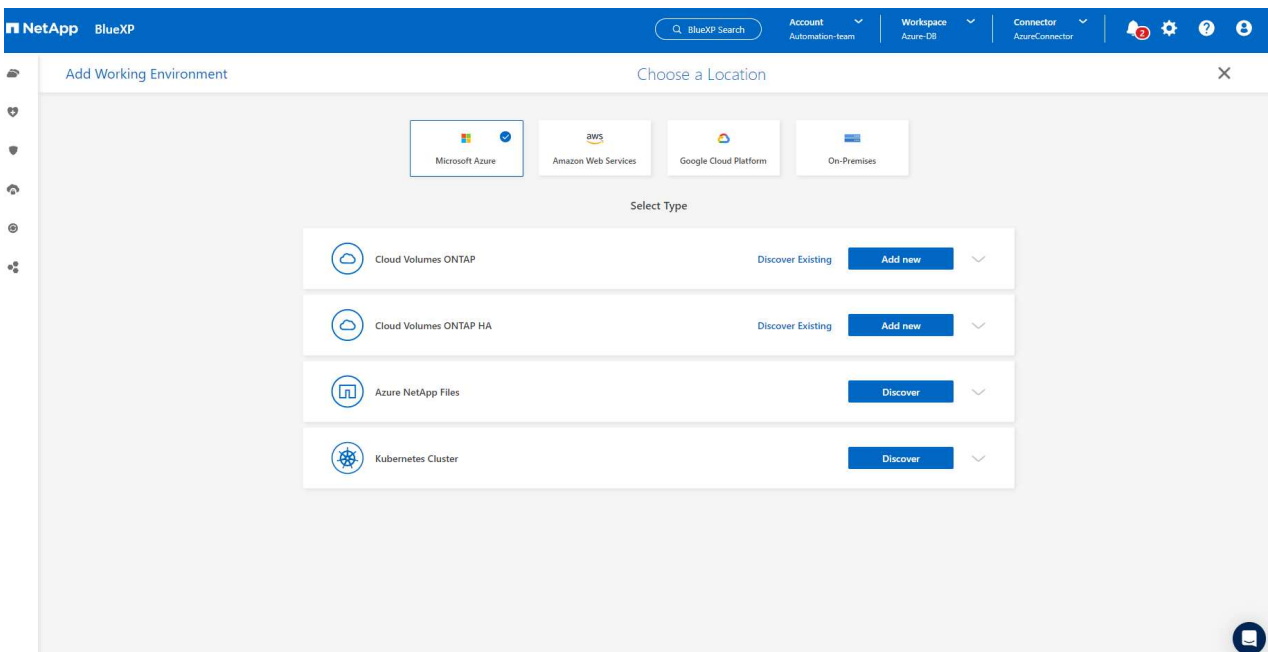 NetApp BlueXP
BlueXP Search
Account
Automation-team
Workspace
Azure-DB
Connector
AzureConnector
2
Add Working Environment
Choose a Location
Microsoft Azure
aws
Amazon Web Services
Google Cloud Platform
On-Premises
Select Type
Cloud Volumes ONTAP
Discover Existing
Add new
Cloud Volumes ONTAP HA
Discover Existing
Add new
Azure NetApp Files
Discover
Kubernetes Cluster
Discover